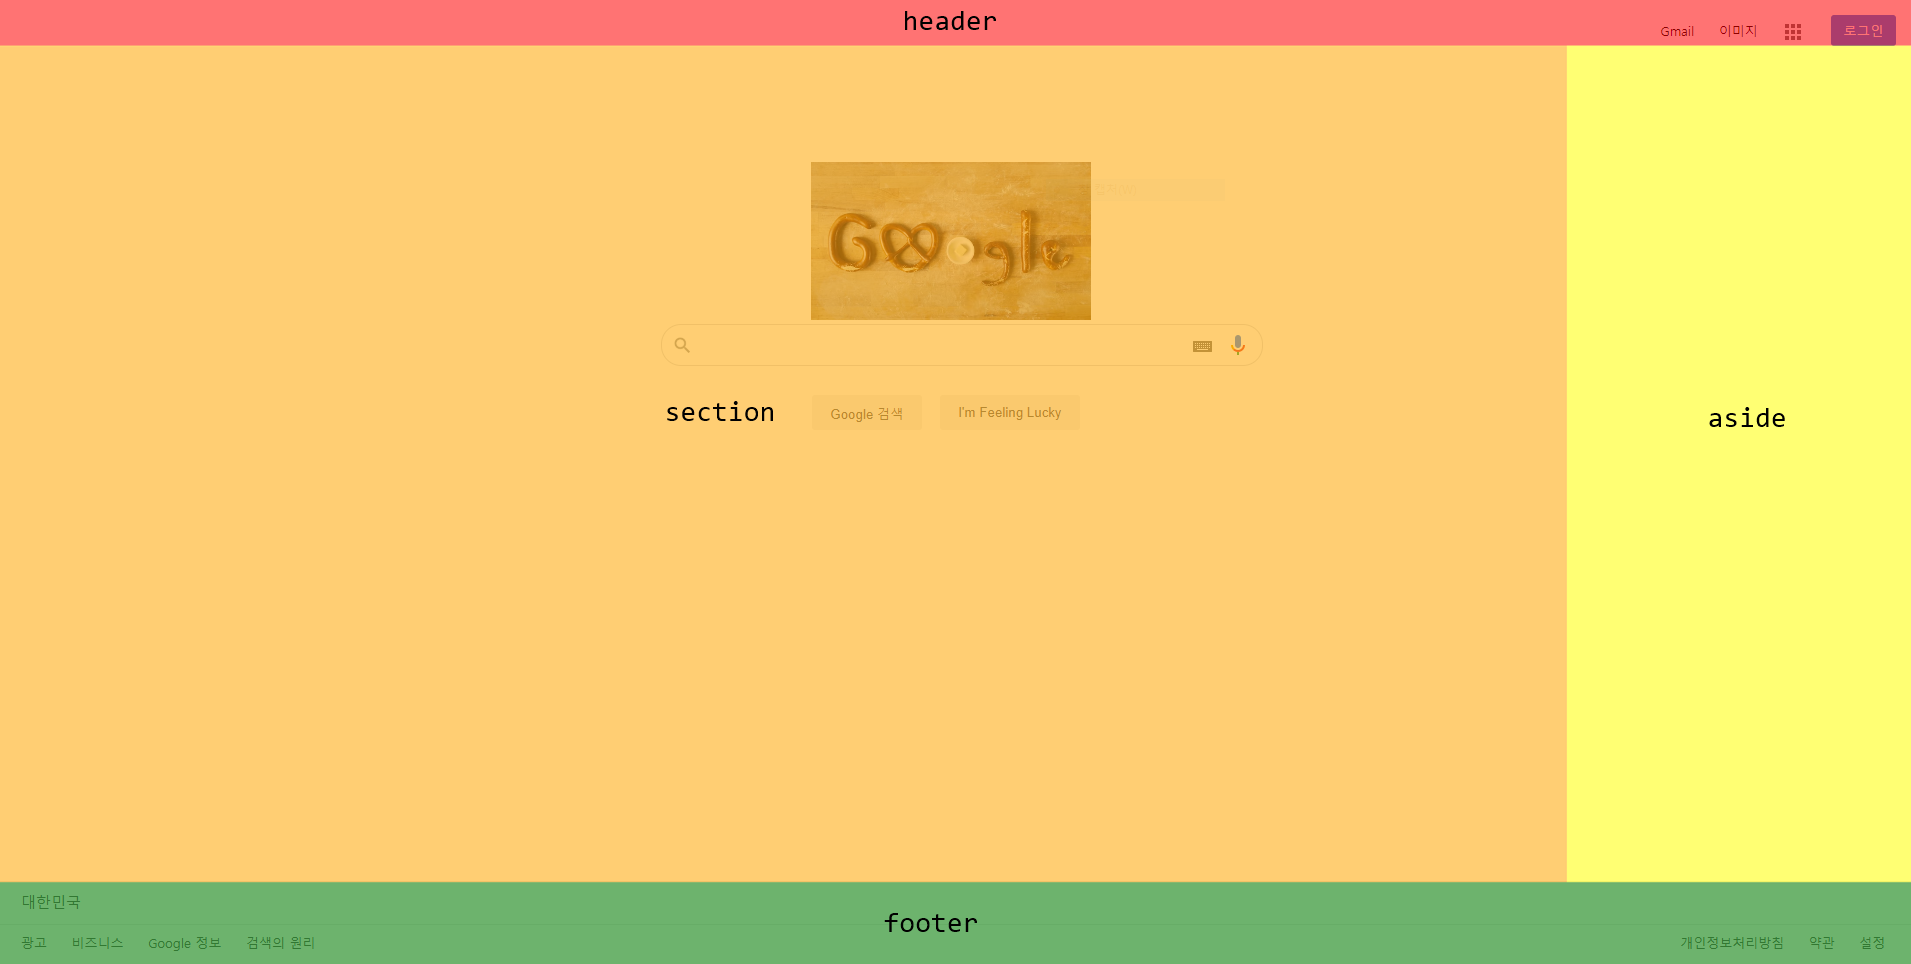 header
Gmail 이미지 로그인
Google
section
Google 검색 I'm Feeling Lucky
aside
대한민국
footer
광고 비즈니스 Google 정보 검색의 원리 개인정보처리방침 약관 설정